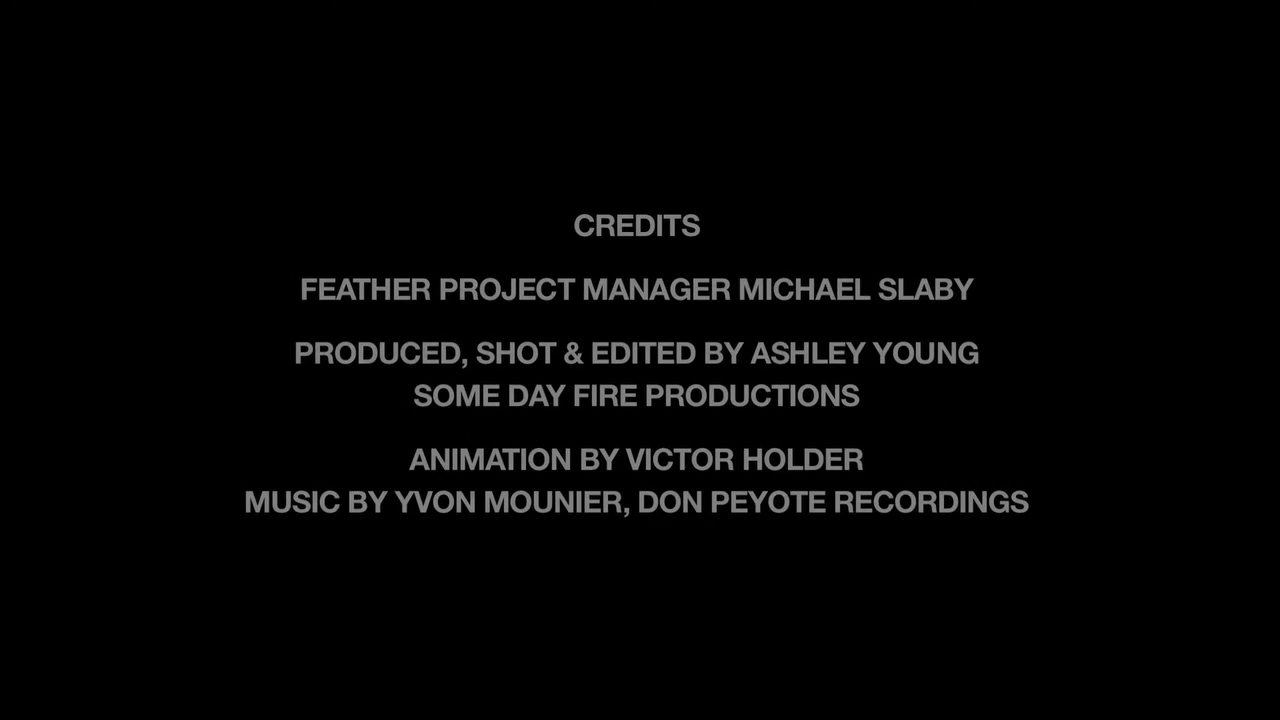 CREDITS
FEATHER PROJECT MANAGER MICHAEL SLABY
PRODUCED, SHOT & EDITED BY ASHLEY YOUNG
SOME DAY FIRE PRODUCTIONS
ANIMATION BY VICTOR HOLDER
MUSIC BY YVON MOUNIER, DON PEYOTE RECORDINGS